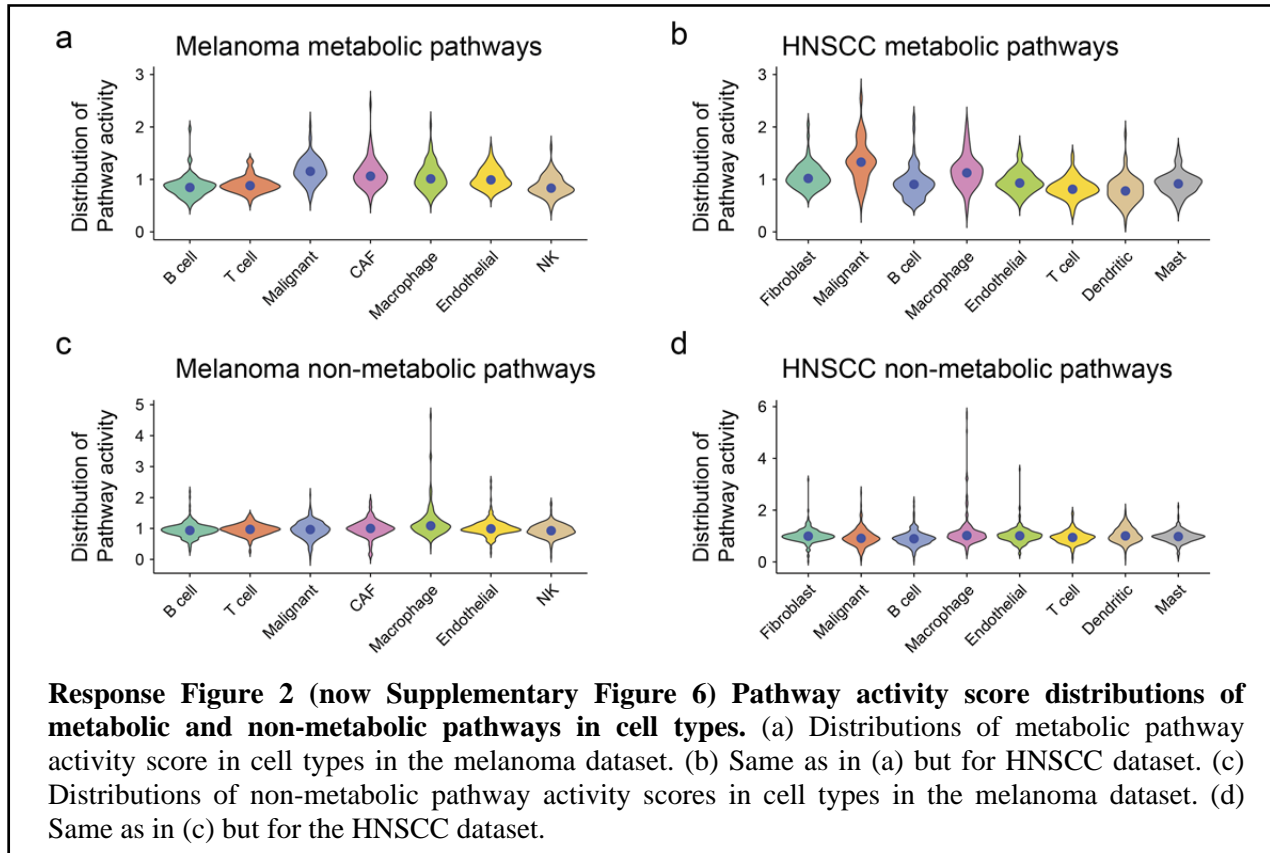 a
Melanoma metabolic pathways
Distribution of
Pathway activity
3
2
1
0
B cell
T cell
Malignant
CAF
Macrophage
Endothelial
NK
b
HNSCC metabolic pathways
Distribution of
Pathway activity
3
2
1
0
Fibroblast
Malignant
B cell
Macrophage
Endothelial
T cell
Dendritic
Mast
c
Melanoma non-metabolic pathways
Distribution of
Pathway activity
5
4
3
2
1
0
B cell
T cell
Malignant
CAF
Macrophage
Endothelial
NK
d
HNSCC non-metabolic pathways
Distribution of
Pathway activity
6
4
2
0
Fibroblast
Malignant
B cell
Macrophage
Endothelial
T cell
Dendritic
Mast
Response Figure 2 (now Supplementary Figure 6) Pathway activity score distributions of
metabolic and non-metabolic pathways in cell types. (a) Distributions of metabolic pathway
activity score in cell types in the melanoma dataset. (b) Same as in (a) but for HNSCC dataset. (c)
Distributions of non-metabolic pathway activity scores in cell types in the melanoma dataset. (d)
Same as in (c) but for the HNSCC dataset.